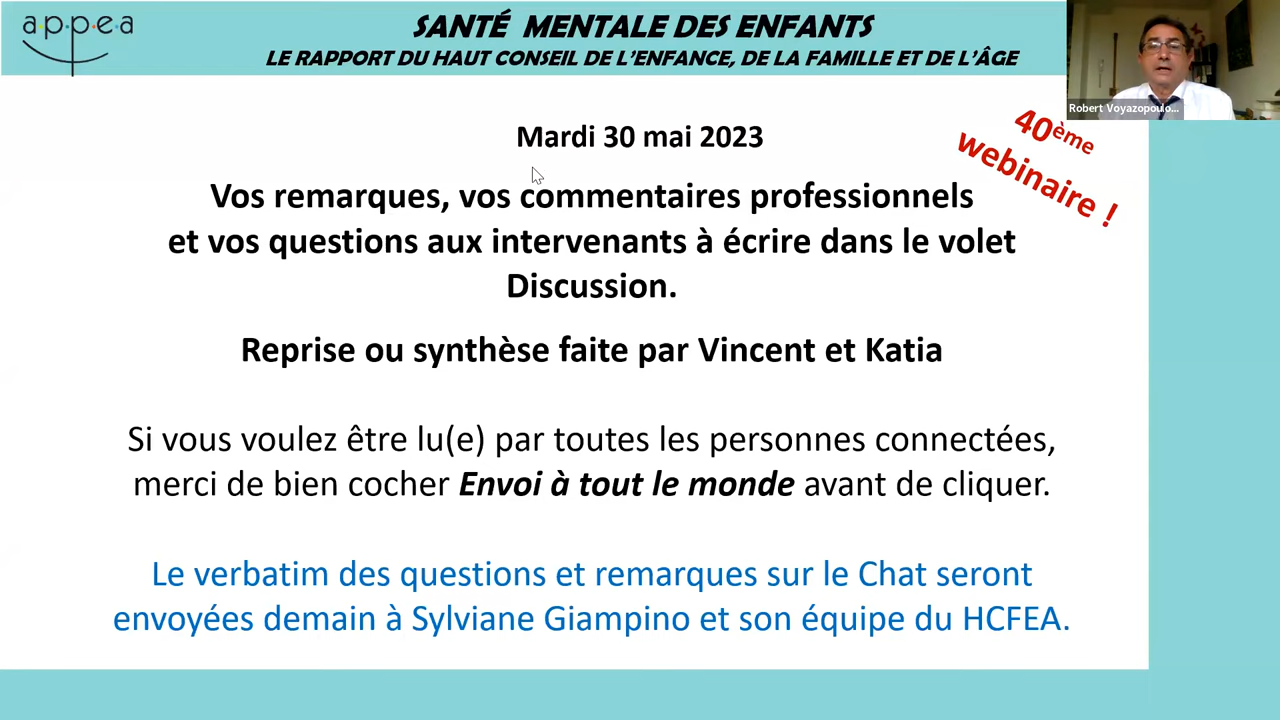 appea
SANTÉ MENTALE DES ENFANTS
LE RAPPORT DU HAUT CONSEIL DE L'ENFANCE, DE LA FAMILLE ET DE L'ÂGE
Robert Voyazopoulo...
Mardi 30 mai 2023
40ème
webinaire !
Vos remarques, vos commentaires professionnels
et vos questions aux intervenants à écrire dans le volet
Discussion.
Reprise ou synthèse faite par Vincent et Katia
Si vous voulez être lu(e) par toutes les personnes connectées,
merci de bien cocher Envoi à tout le monde avant de cliquer.
Le verbatim des questions et remarques sur le Chat seront
envoyées demain à Sylviane Giampino et son équipe du HCFEA.